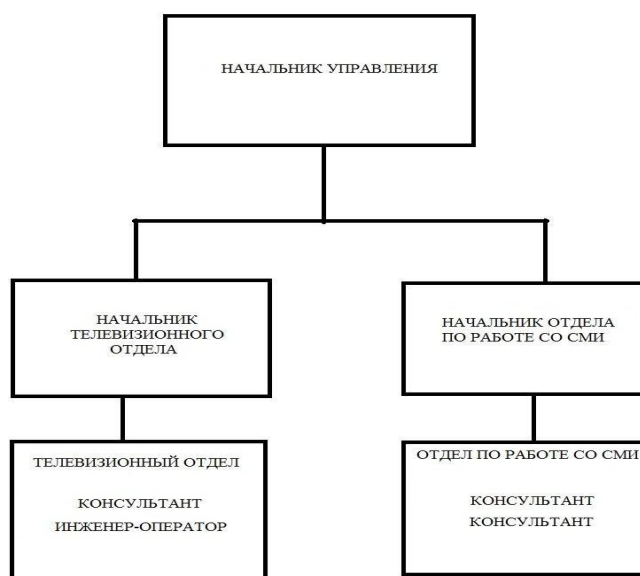 НАЧАЛЬНИК УПРАВЛЕНИЯ
НАЧАЛЬНИК
ТЕЛЕВИЗИОННОГО
ОТДЕЛА
НАЧАЛЬНИК ОТДЕЛА
ПО РАБОТЕ СО СМИ
ТЕЛЕВИЗИОННЫЙ ОТДЕЛ
КОНСУЛЬТАНТ
ИНЖЕНЕР-ОПЕРАТОР
ОТДЕЛ ПО РАБОТЕ СО СМИ
КОНСУЛЬТАНТ
КОНСУЛЬТАНТ